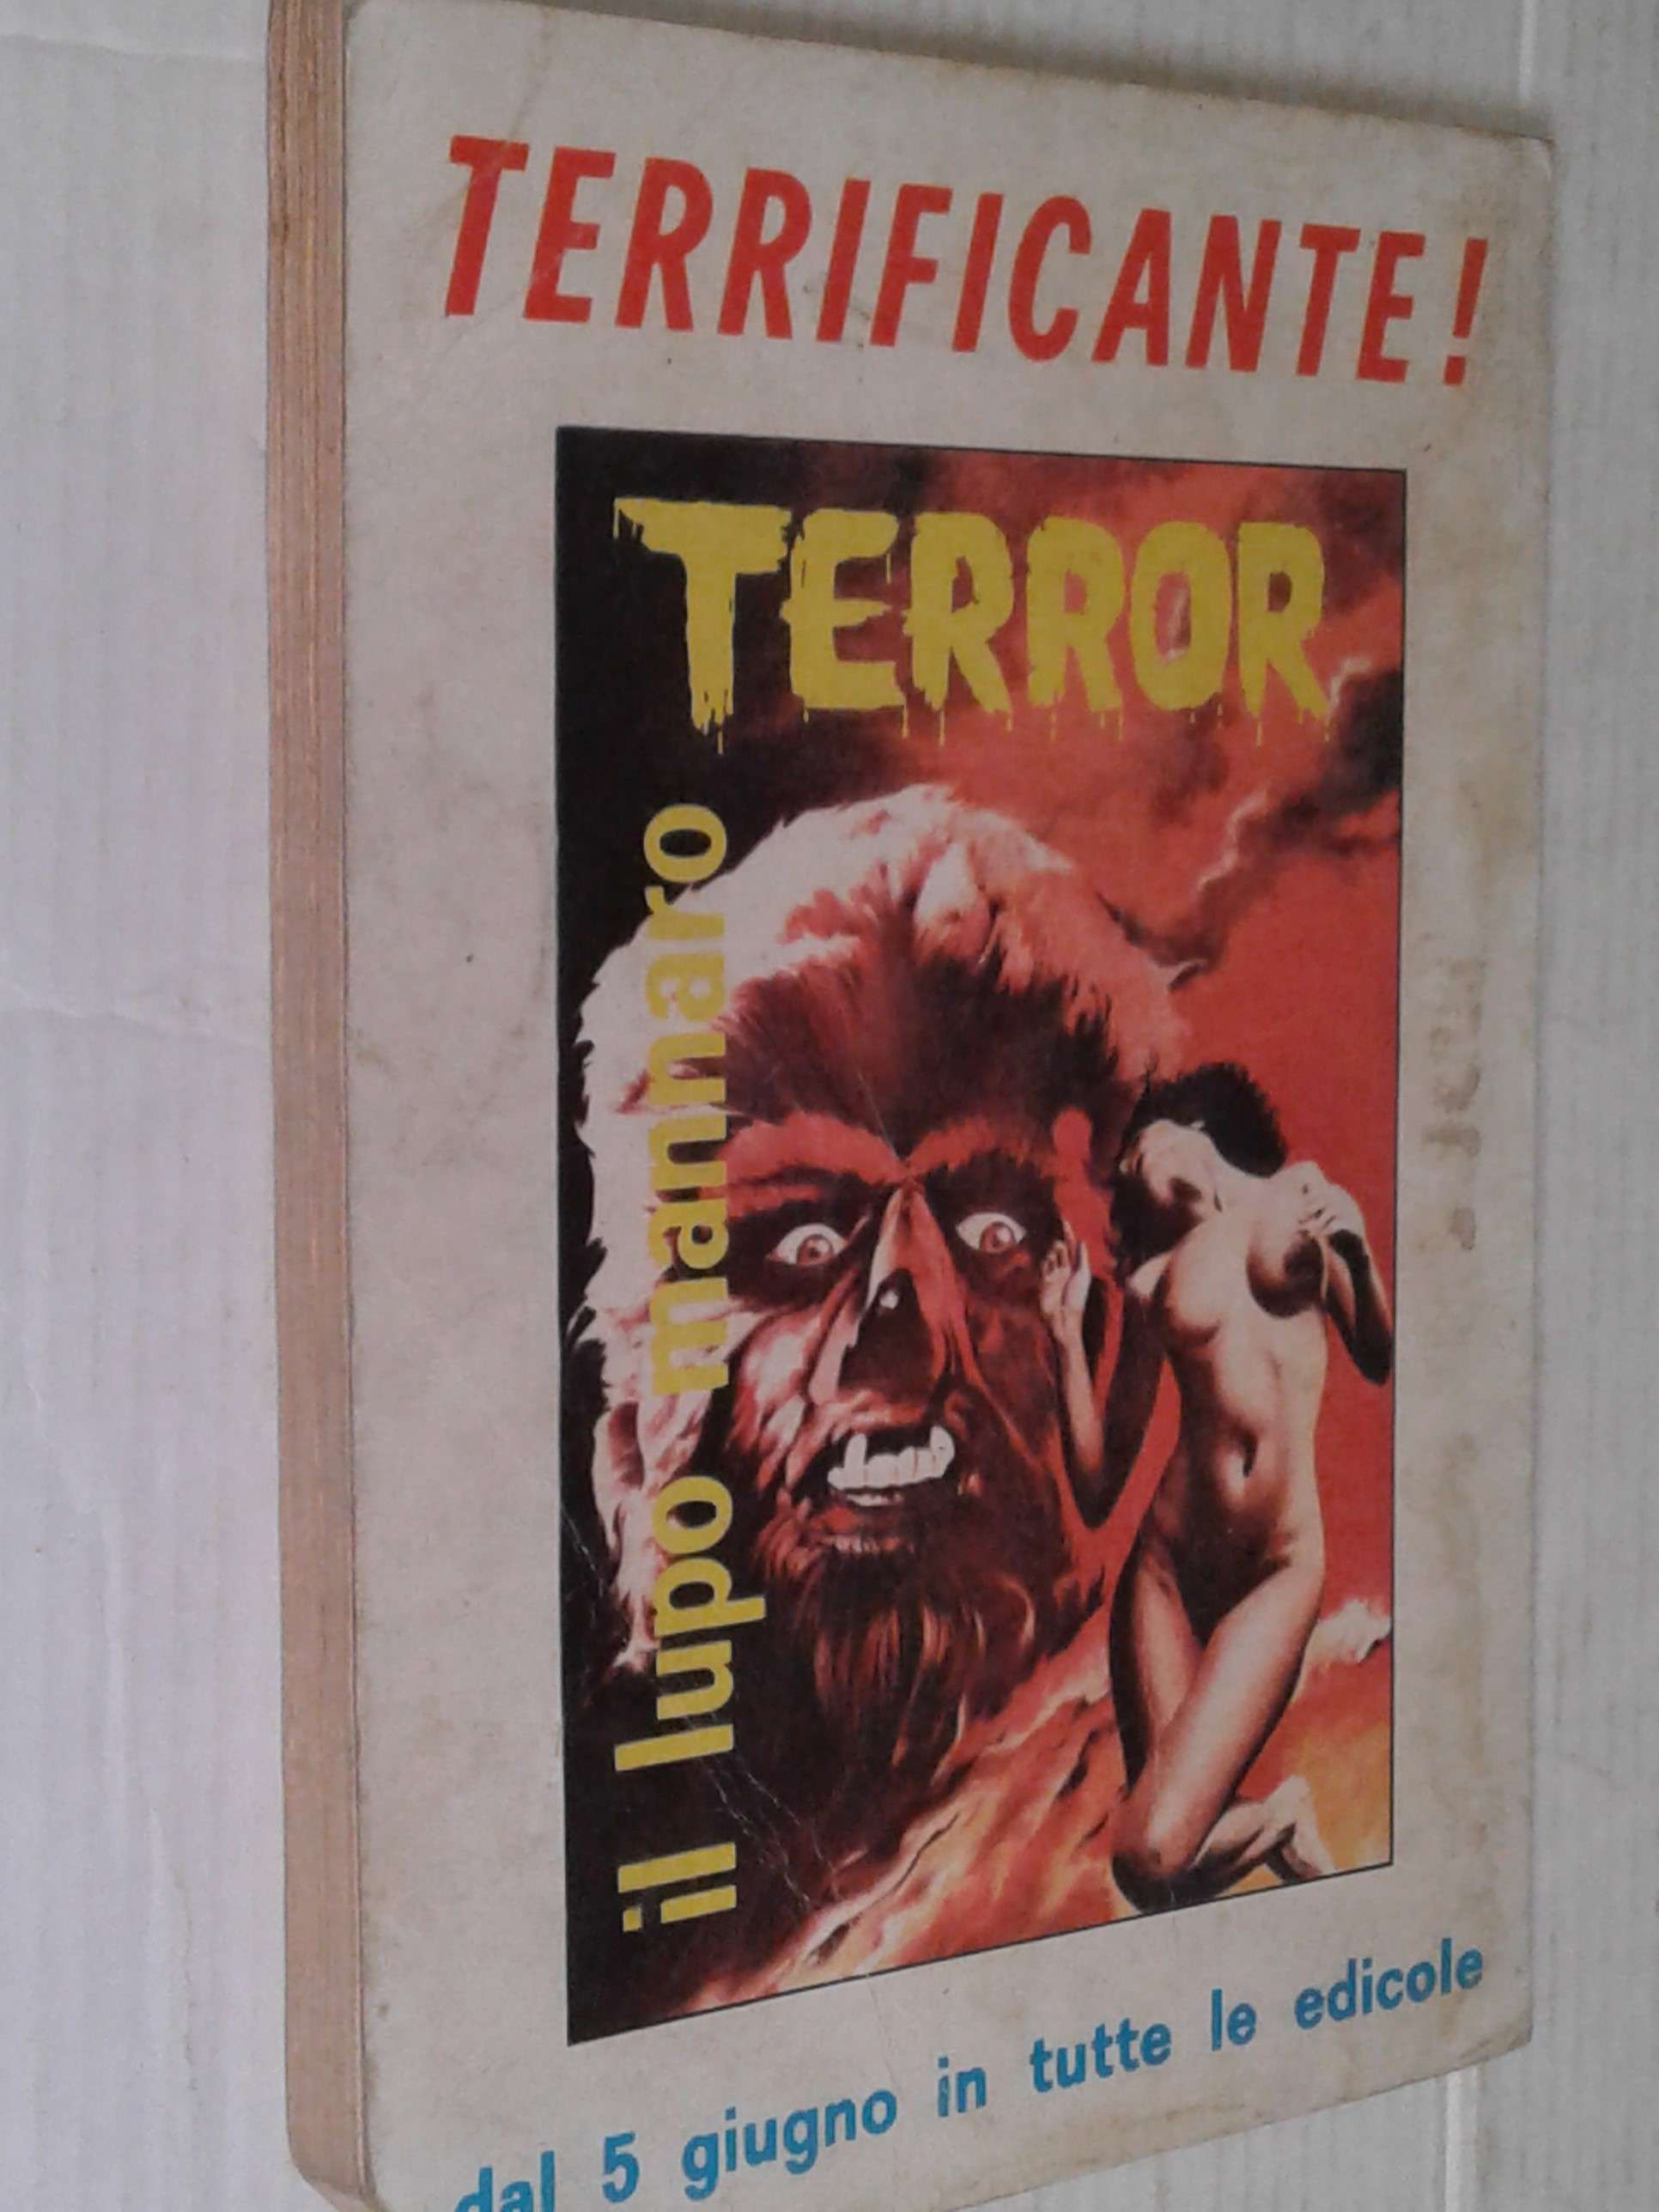 TERRIFICANTE!
TERROR
il lupo mannaro
dal 5 giugno in tutte le edicole